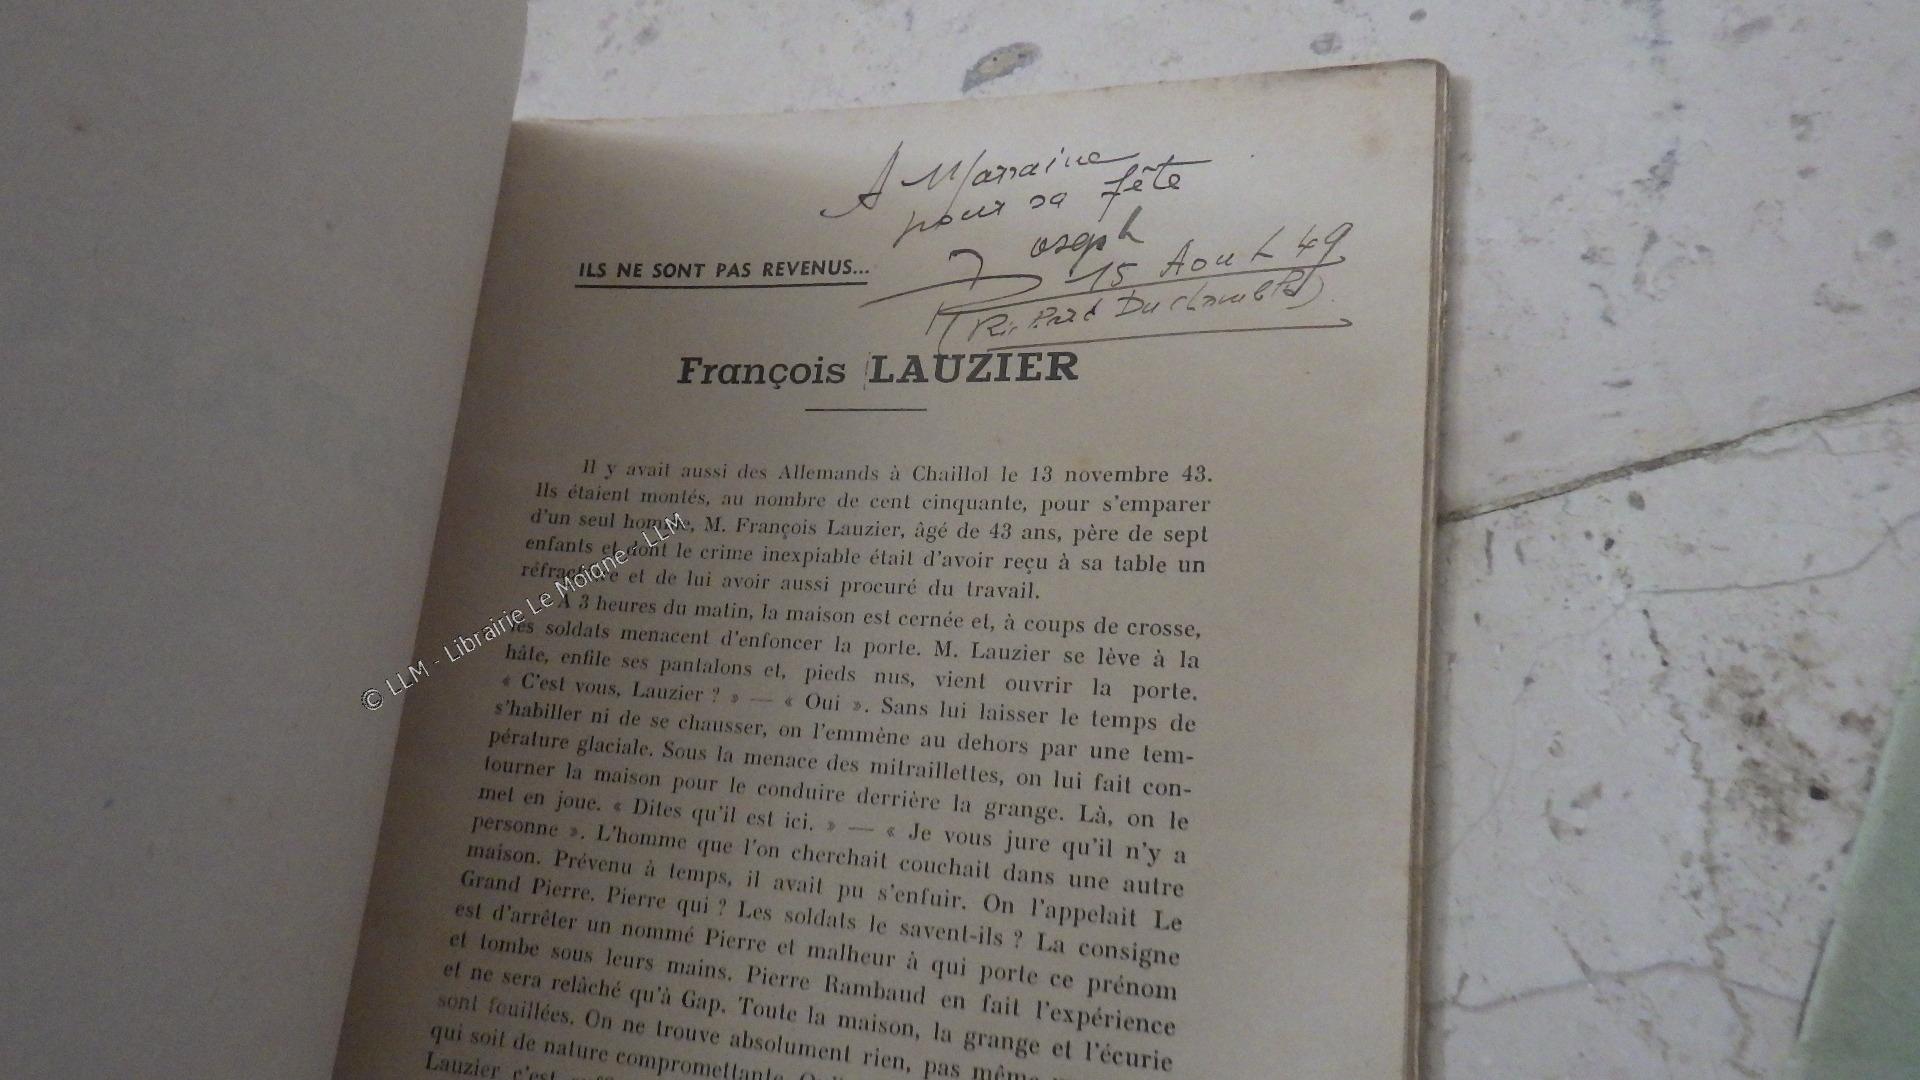 A Marraine
pour sa fête
Joseph
15 Aout 49
ILS NE SONT PAS REVENUS...
François LAUZIER
Il y avait aussi des Allemands à Chaillol le 13 novembre 43.
Ils étaient montés, au nombre de cent cinquante, pour s'emparer
d'un seul homme, M. François Lauzier, âgé de 43 ans, père de sept
enfants et dont le crime inexpiable était d'avoir reçu à sa table un
réfractaire et de lui avoir aussi procuré du travail.
A 3 heures du matin, la maison est cernée et, à coups de crosse,
les soldats menacent d'enfoncer la porte. M. Lauzier se lève à la
hâte, enfile ses pantalons et, pieds nus, vient ouvrir la porte.
« C'est vous, Lauzier ? » — « Oui ». Sans lui laisser le temps de
s'habiller ni de se chausser, on l'emmène au dehors par une tem-
pérature glaciale. Sous la menace des mitraillettes, on lui fait con-
tourner la maison pour le conduire derrière la grange. Là, on le
met en joue. « Dites qu'il est ici. » — « Je vous jure qu'il n'y a
personne ». L'homme que l'on cherchait couchait dans une autre
maison. Prévenu à temps, il avait pu s'enfuir. On l'appelait Le
Grand Pierre. Pierre qui ? Les soldats le savent-ils ? La consigne
est d'arrêter un nommé Pierre et malheur à qui porte ce prénom
et tombe sous leurs mains. Pierre Rambaud en fait l'expérience
et ne sera relâché qu'à Gap. Toute la maison, la grange et l'écurie
sont fouillées. On ne trouve absolument rien, pas même
qui soit de nature compromettante.
Lauzier c'est
© LLM - Librairie Le Moigne - LLM